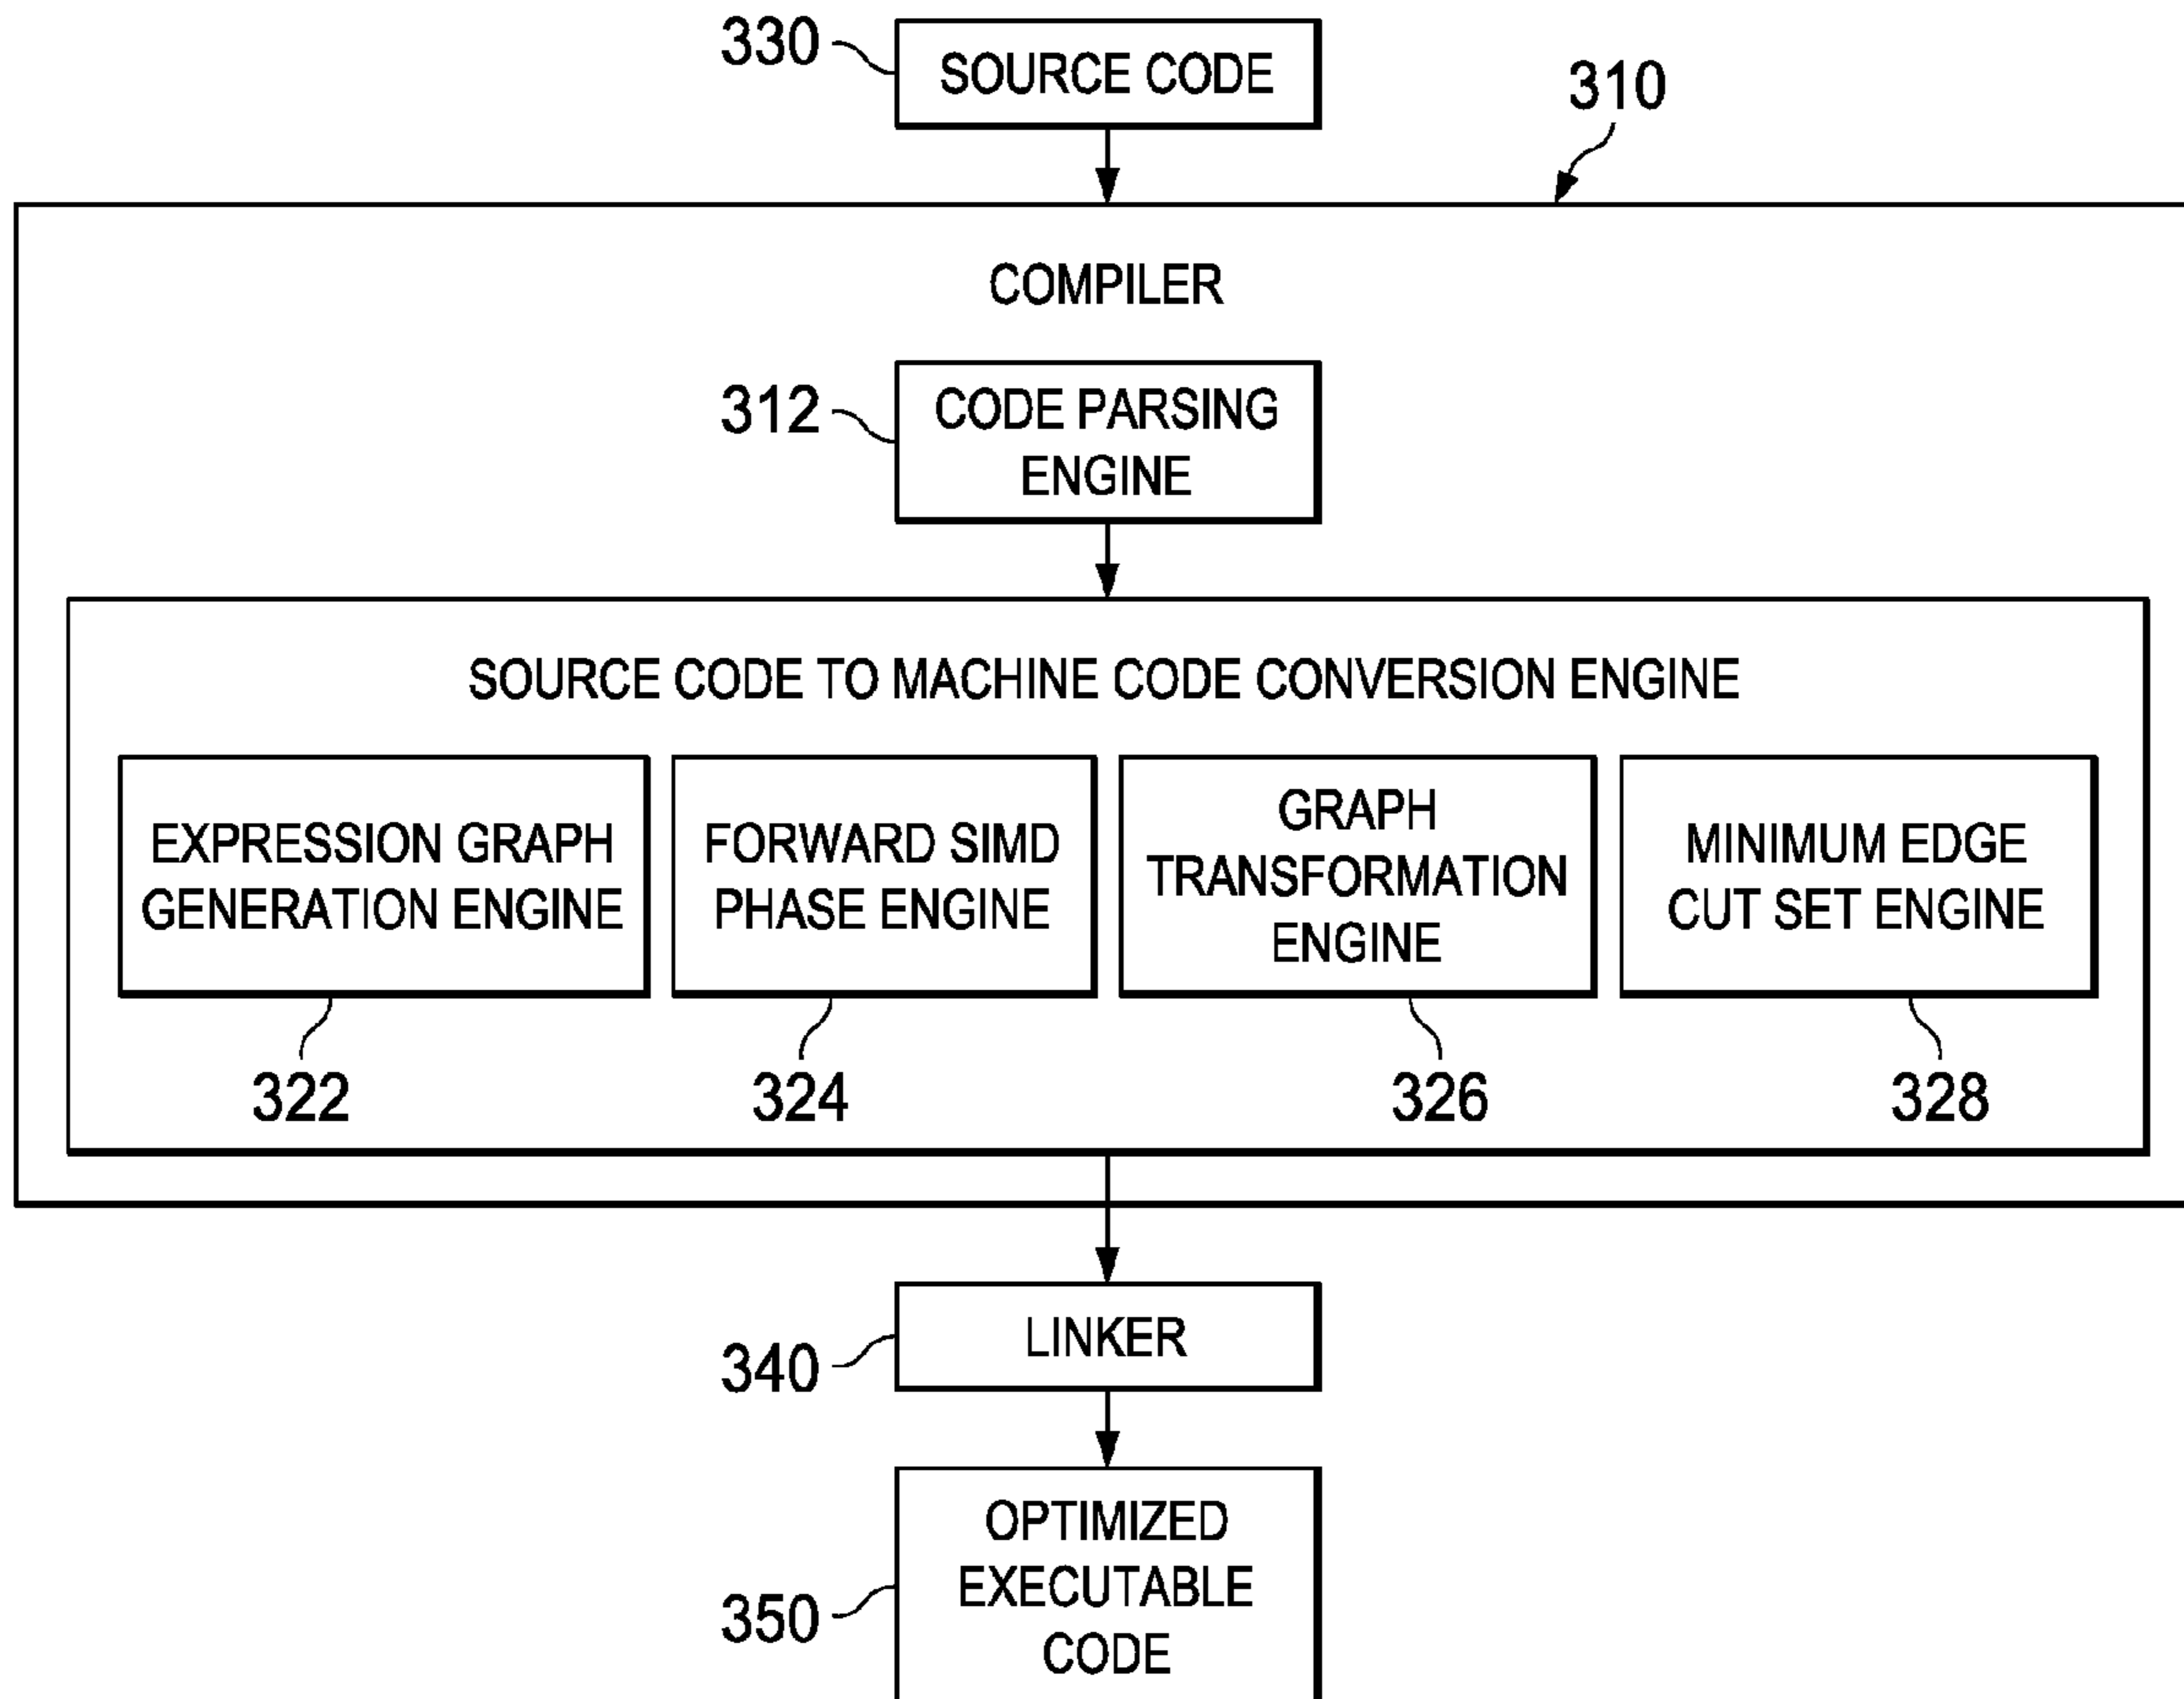 330
SOURCE CODE
310
COMPILER
312
CODE PARSING
ENGINE
SOURCE CODE TO MACHINE CODE CONVERSION ENGINE
EXPRESSION GRAPH
GENERATION ENGINE
FORWARD SIMD
PHASE ENGINE
GRAPH
TRANSFORMATION
ENGINE
MINIMUM EDGE
CUT SET ENGINE
322
324
326
328
LINKER
340
OPTIMIZED
EXECUTABLE
CODE
350